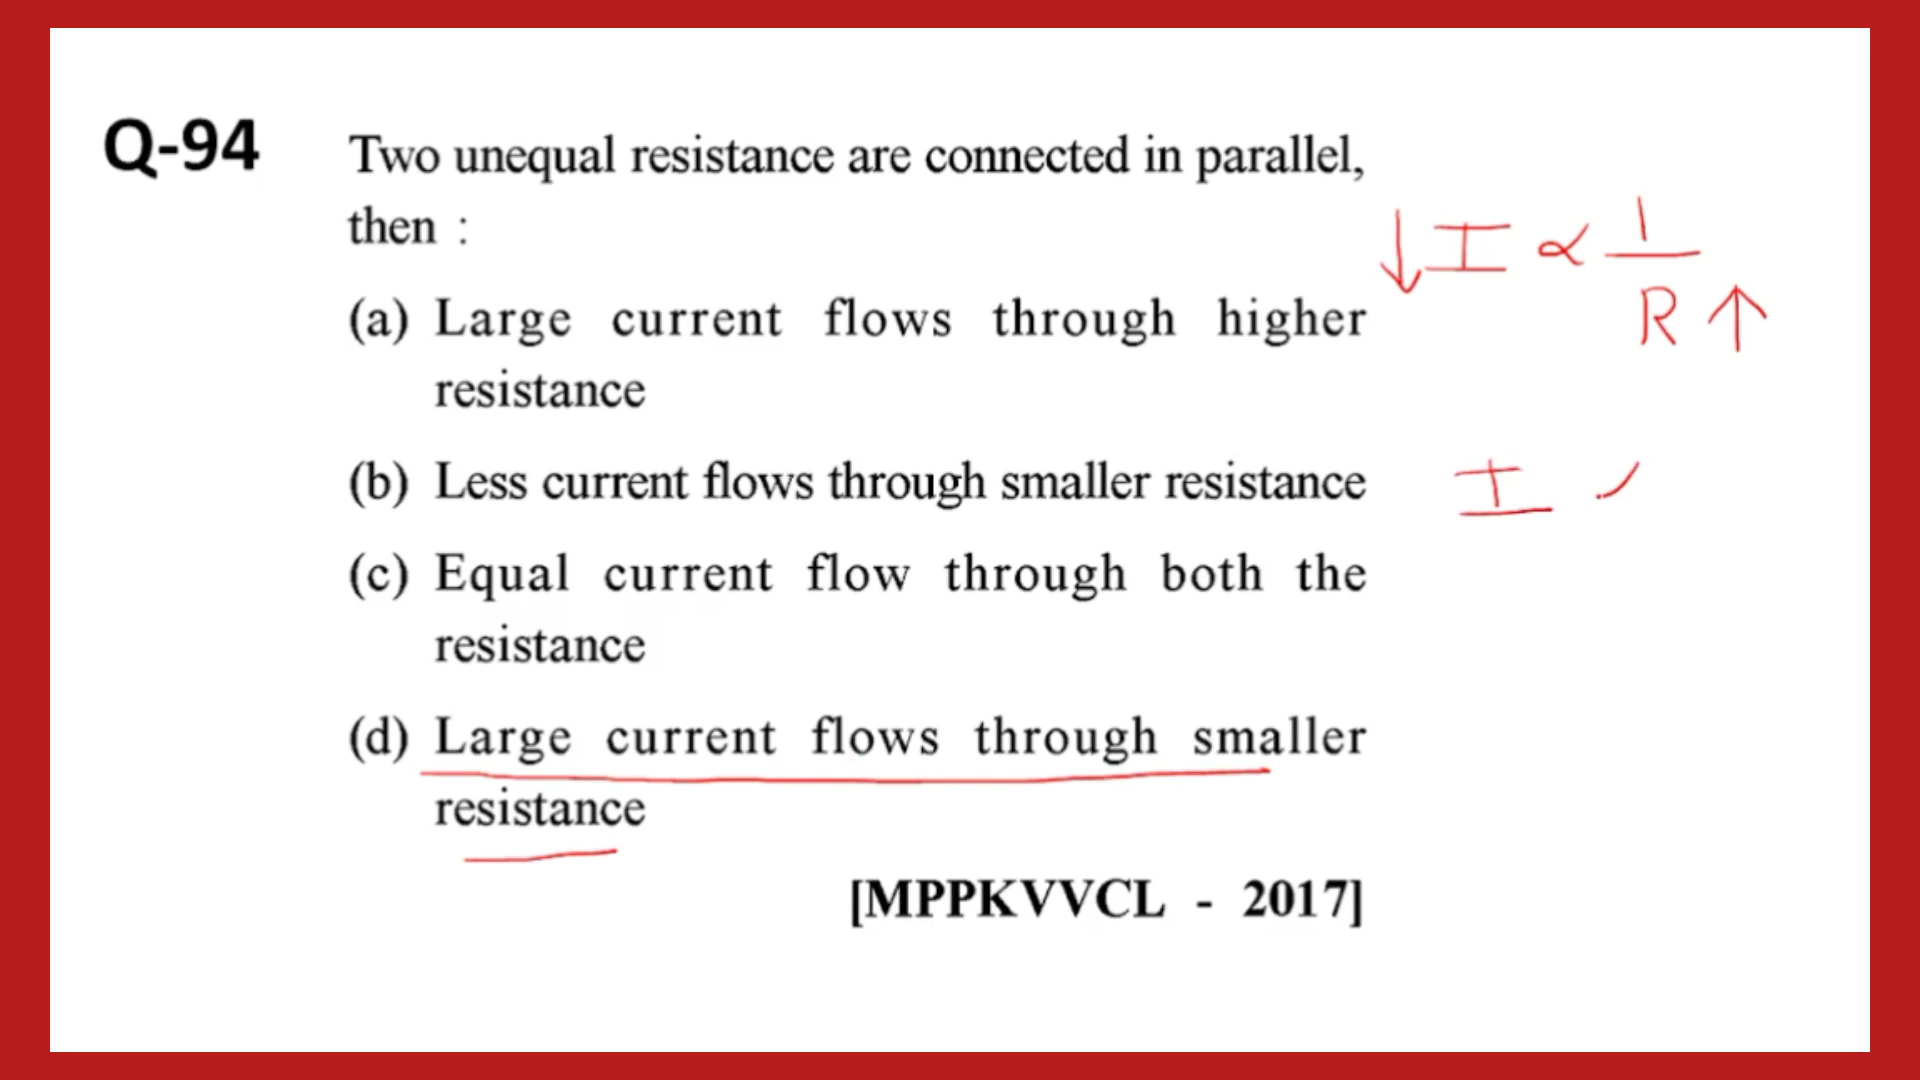 Q-94 Two unequal resistance are connected in parallel,
then :
↓ I ∝ 1/R ↑
(a) Large current flows through higher
resistance
(b) Less current flows through smaller resistance
I
(c) Equal current flow through both the
resistance
(d) Large current flows through smaller
resistance
[MPPKVVCL - 2017]